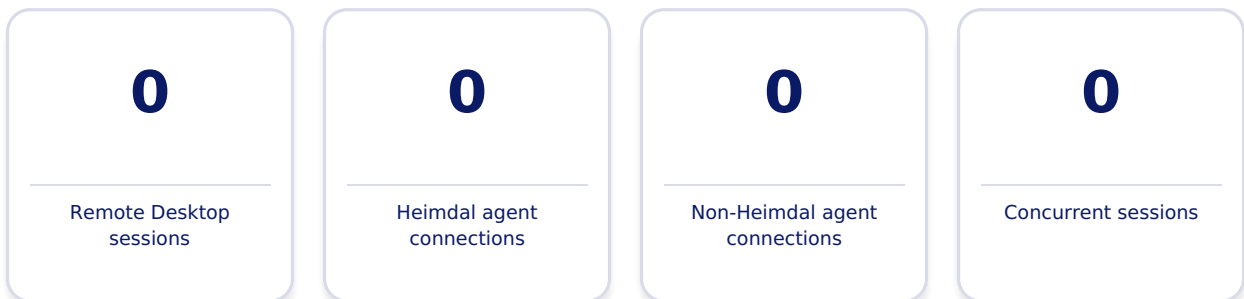 0
Remote Desktop
sessions
0
Heimdal agent
connections
0
Non-Heimdal agent
connections
0
Concurrent sessions